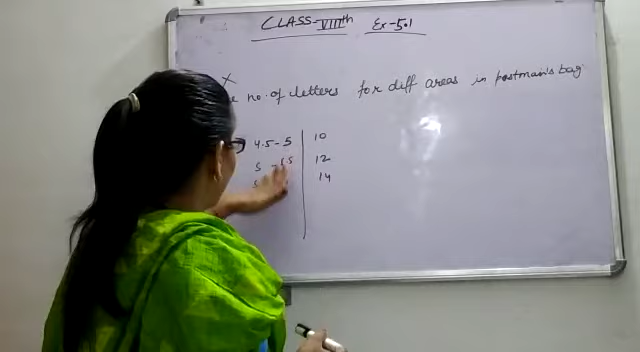 CLASS-VIIIth Ex-5.1
X
no. of letters for diff areas in postman's bag
4.5-5 10
5 -5.5 12
5 14